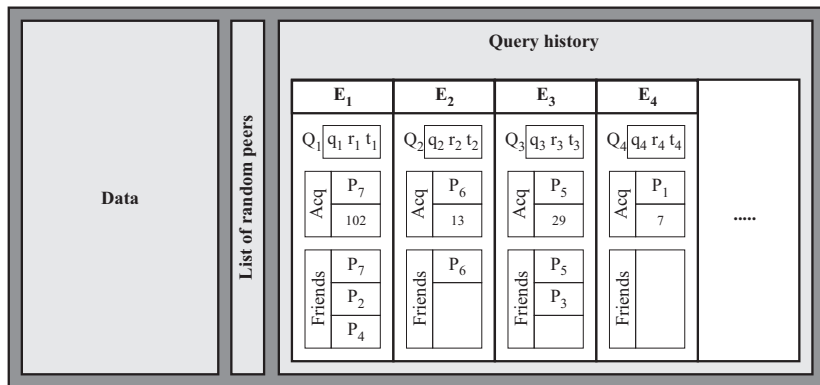 Data
List of random peers
Query history
E1 E2 E3 E4
Q1 q1 r1 t1 Q2 q2 r2 t2 Q3 q3 r3 t3 Q4 q4 r4 t4
Acq P7 Acq P6 Acq P5 Acq P1
102 13 29 7
.....
Friends P7 Friends P6 Friends P5 Friends
P2 P3
P4